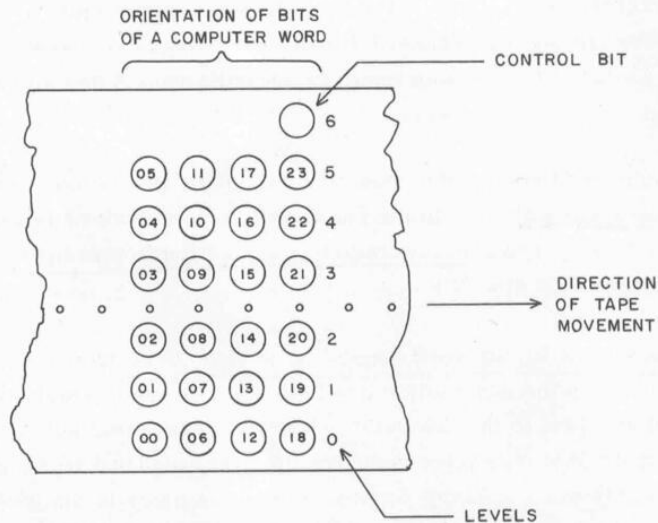 ORIENTATION OF BITS
OF A COMPUTER WORD
CONTROL BIT
6
05 11 17 23 5
04 10 16 22 4
03 09 15 21 3
DIRECTION
OF TAPE
MOVEMENT
02 08 14 20 2
01 07 13 19 1
00 06 12 18 0
LEVELS